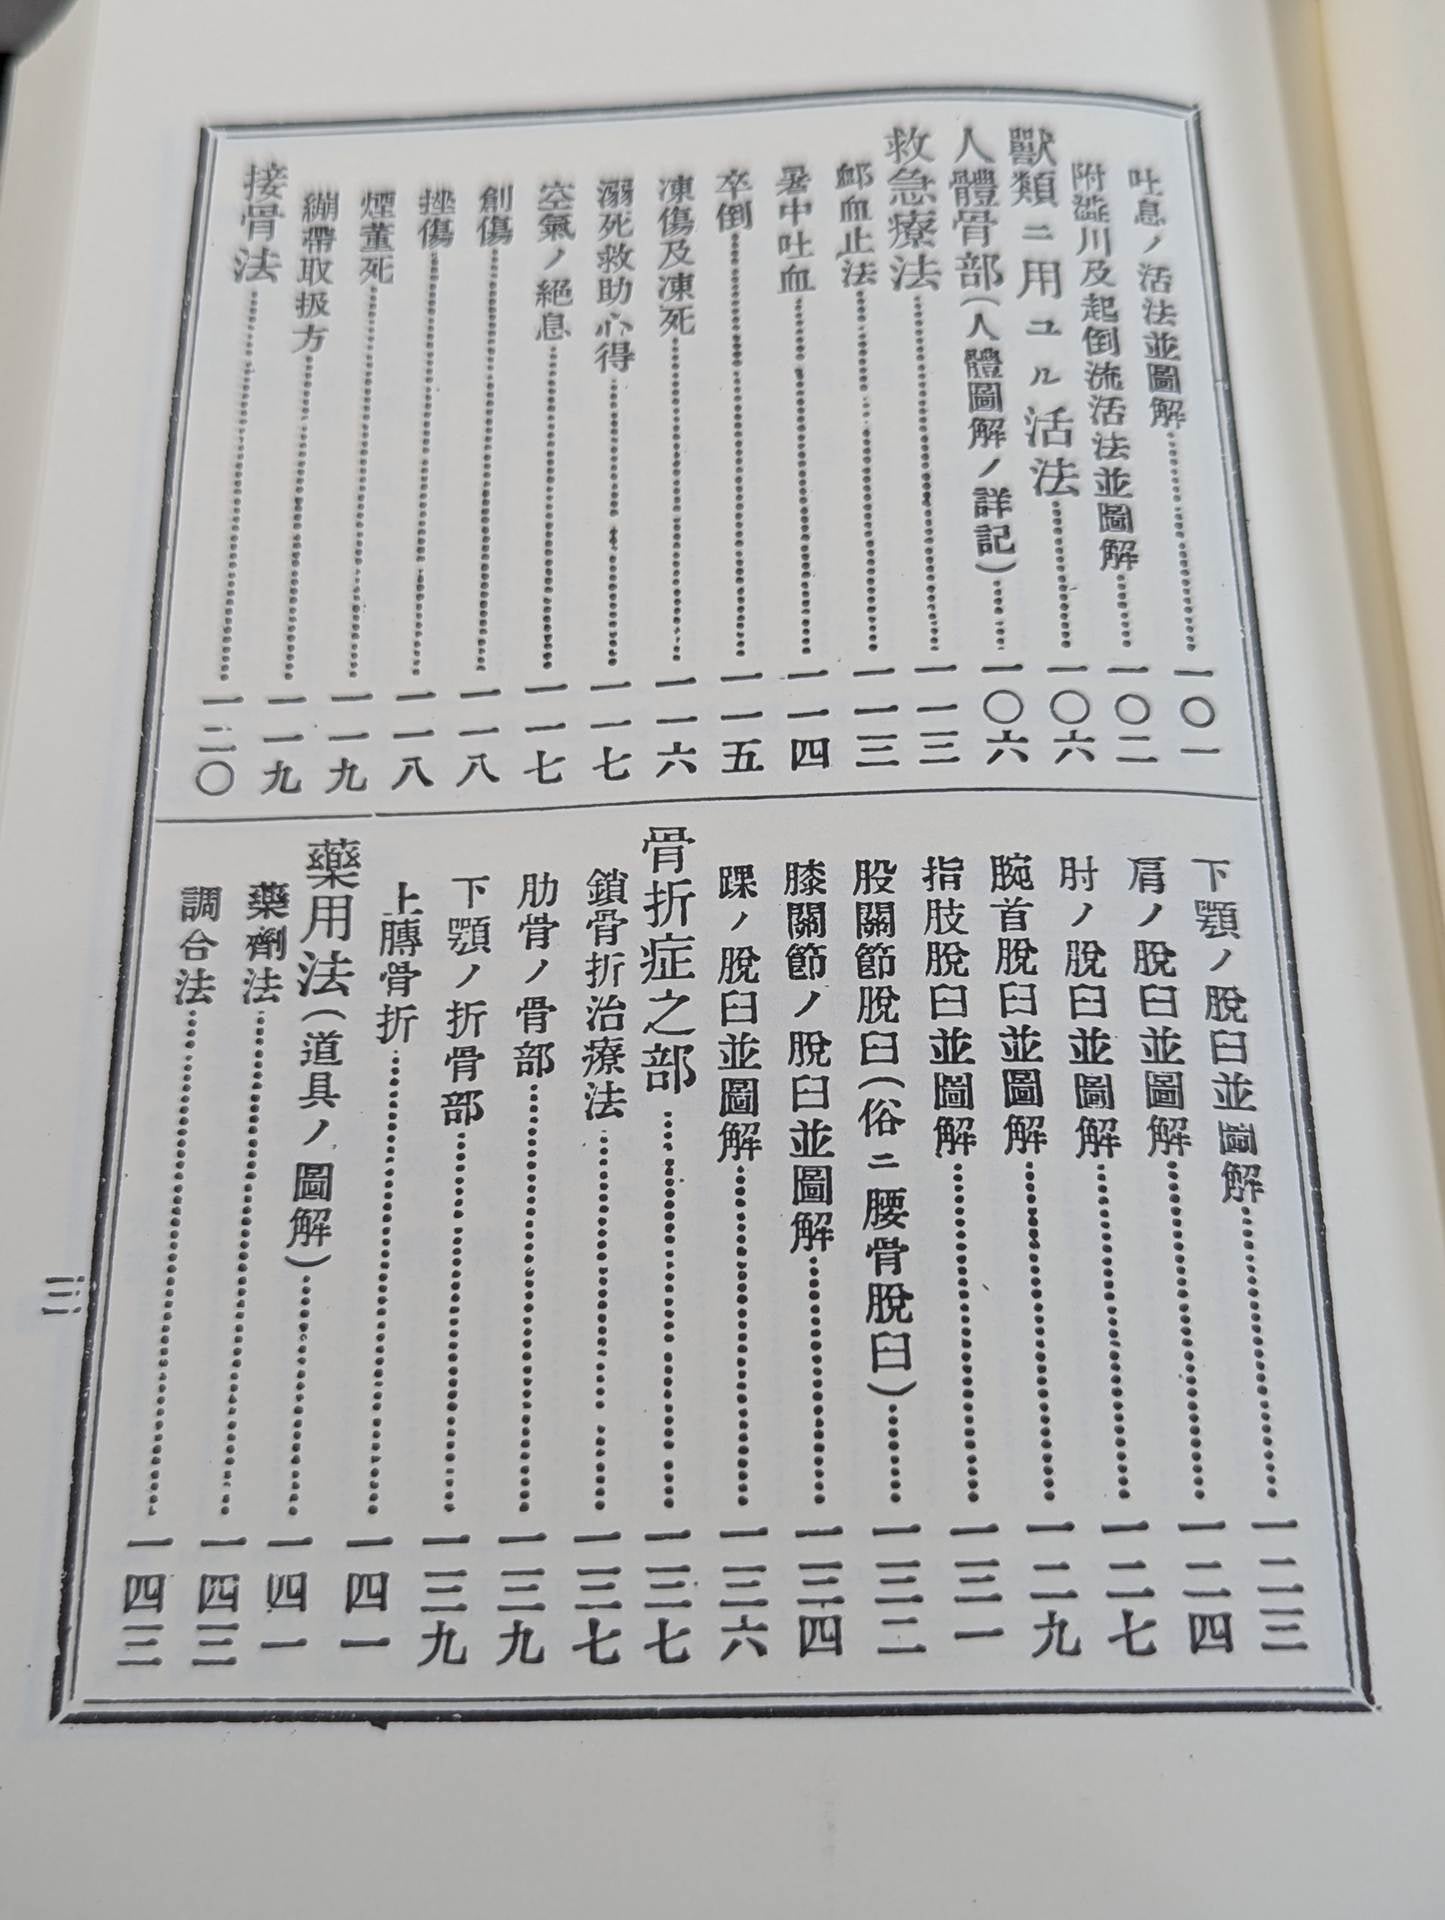 吐息ノ活法並圖解……一〇一
附澁川及起倒流活法並圖解……一〇二
獸類ニ用ユル活法……一〇六
人體骨部(人體圖解ノ詳記)……一〇六
救急療法……一一三
衂血止法……一一三
暑中吐血……一一四
卒倒……一一五
凍傷及凍死……一一六
溺死救助心得……一一七
空氣ノ絕息……一一七
創傷……一一八
挫傷……一一八
煙薰死……一一九
繃帶取扱方……一一九
接骨法……一二〇
下顎ノ脫臼並圖解……一二三
肩ノ脫臼並圖解……一二四
肘ノ脫臼並圖解……一二七
腕首脫臼並圖解……一二九
指肢脫臼並圖解……一三一
股關節脫臼(俗ニ腰骨脫臼)……一三二
膝關節ノ脫臼並圖解……一三四
踝ノ脫臼並圖解……一三六
骨折症之部……一三七
鎖骨折治療法……一三七
肋骨ノ骨部……一三九
下顎ノ折骨部……一三九
上膊骨折……一四一
藥用法(道具ノ圖解)……一四一
藥劑法……一四三
調合法……一四三
三